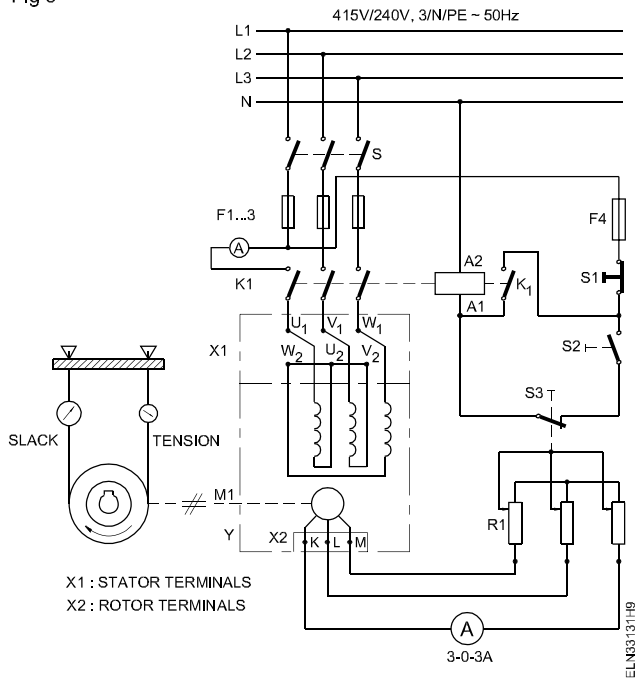 Fig 3
415V/240V, 3/N/PE ~ 50Hz
L1
L2
L3
N
S
F1...3
F4
A
A2
S1
K1
K1
A1
U1 V1 W1
X1
W2 U2 V2
S2
S3
SLACK
TENSION
M1
R1
Y
X2 K L M
X1 : STATOR TERMINALS
X2 : ROTOR TERMINALS
A
3-0-3A
ELN33131H9